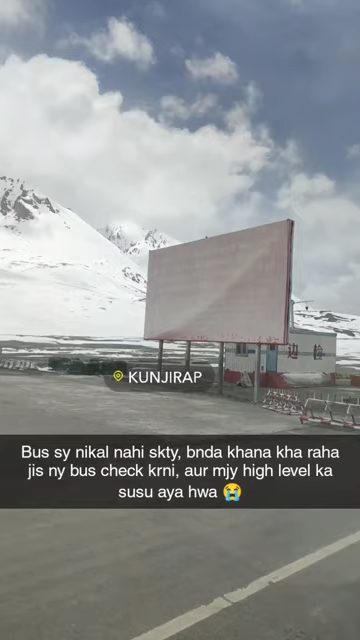 KUNJIRAP
Bus sy nikal nahi skty, bnda khana kha raha
jis ny bus check krni, aur mjy high level ka
susu aya hwa 😭